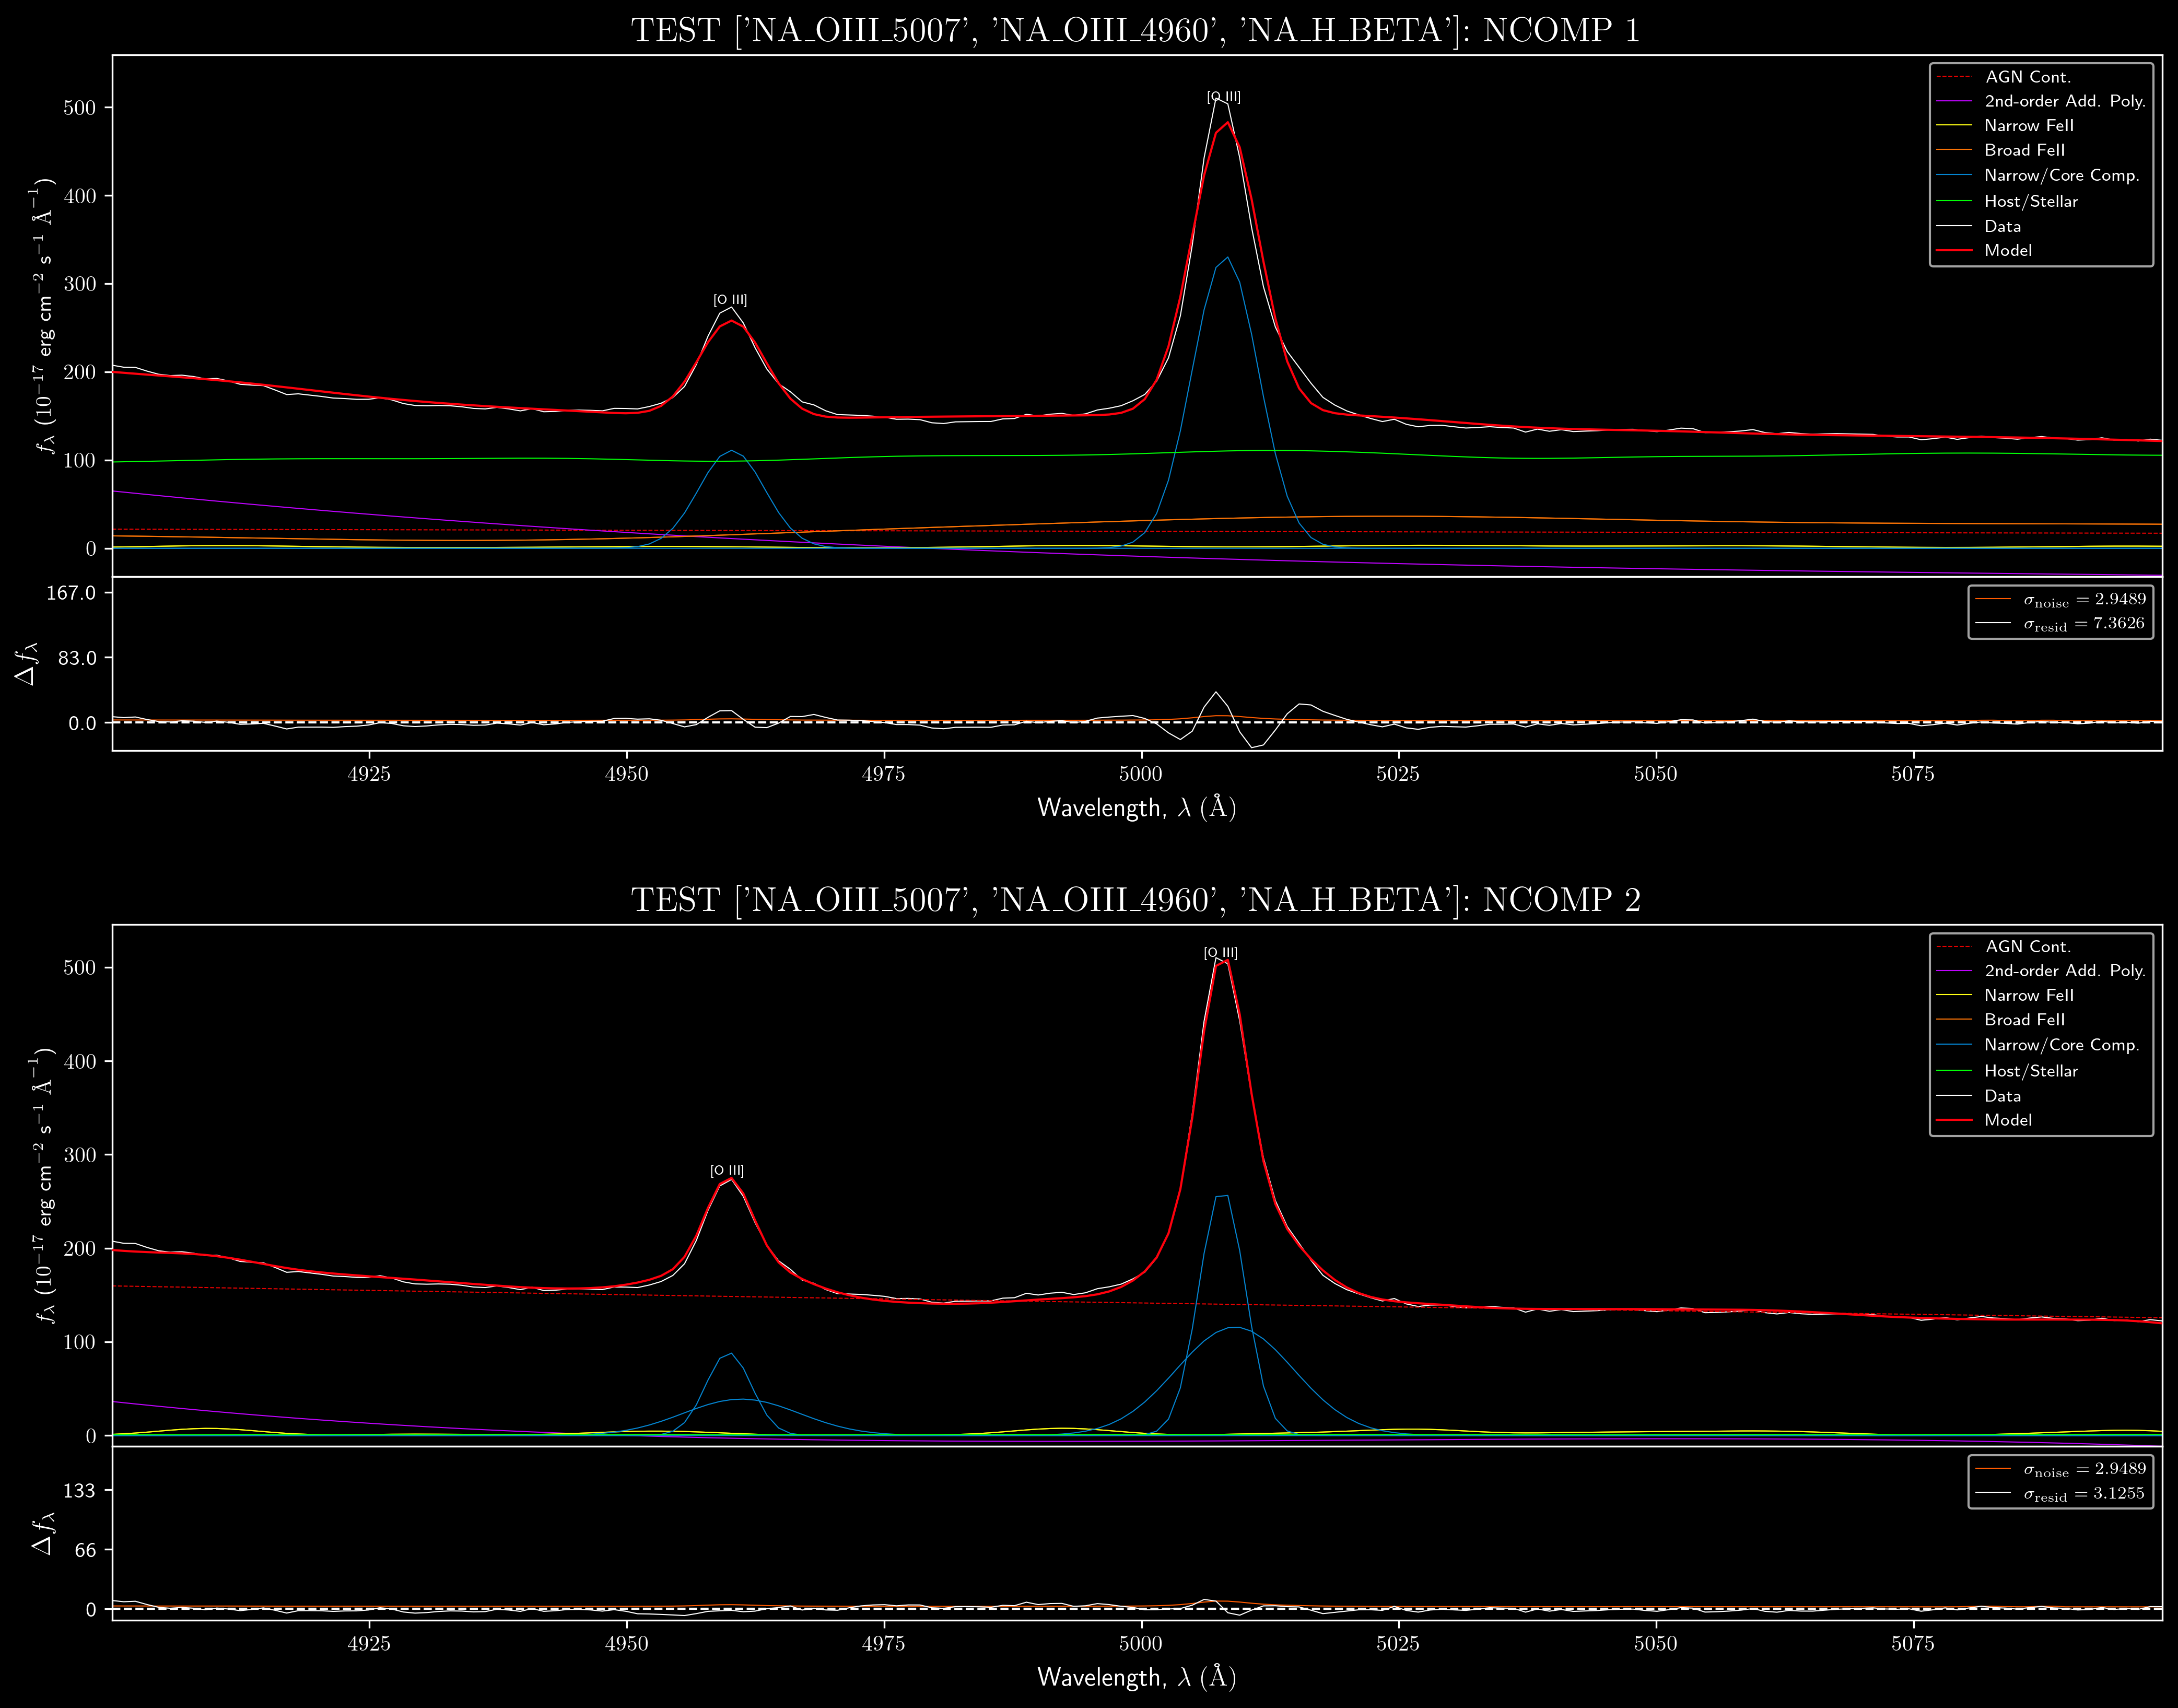 TEST ['NA_OIII_5007', 'NA_OIII_4960', 'NA_H_BETA']: NCOMP 1
fλ (10⁻¹⁷ erg cm⁻² s⁻¹ Å⁻¹)
500
400
300
200
100
0
[O III]
[O III]
AGN Cont.
2nd-order Add. Poly.
Narrow FeII
Broad FeII
Narrow/Core Comp.
Host/Stellar
Data
Model
Δfλ
167.0
83.0
0.0
σnoise = 2.9489
σresid = 7.3626
4925 4950 4975 5000 5025 5050 5075
Wavelength, λ (Å)
TEST ['NA_OIII_5007', 'NA_OIII_4960', 'NA_H_BETA']: NCOMP 2
fλ (10⁻¹⁷ erg cm⁻² s⁻¹ Å⁻¹)
500
400
300
200
100
0
[O III]
[O III]
AGN Cont.
2nd-order Add. Poly.
Narrow FeII
Broad FeII
Narrow/Core Comp.
Host/Stellar
Data
Model
Δfλ
133
66
0
σnoise = 2.9489
σresid = 3.1255
4925 4950 4975 5000 5025 5050 5075
Wavelength, λ (Å)